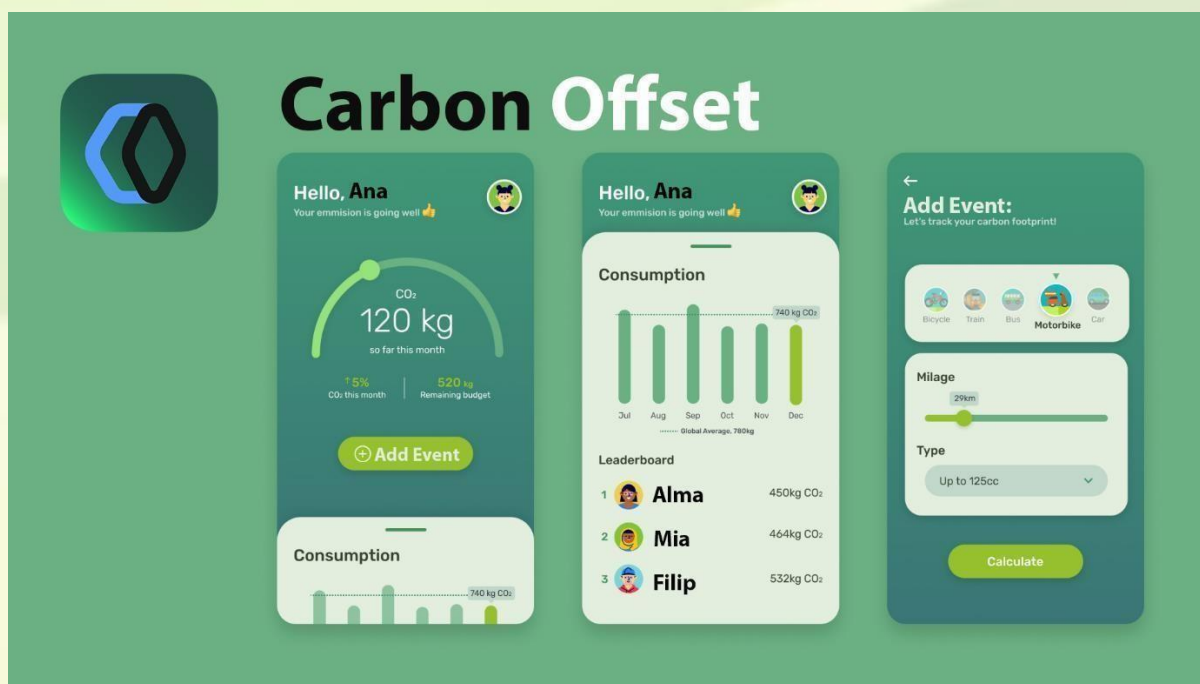 Carbon Offset
Hello, Ana
Your emmision is going well
CO₂
120 kg
so far this month
↑5%
CO₂ this month
520 kg
Remaining budget
Add Event
Consumption
740 kg CO₂
Hello, Ana
Your emmision is going well
Consumption
740 kg CO₂
Jul Aug Sep Oct Nov Dec
Global Average, 780kg
Leaderboard
1 Alma 450kg CO₂
2 Mia 464kg CO₂
3 Filip 532kg CO₂
Add Event:
Let's track your carbon footprint!
Bicycle Train Bus Motorbike Car
Milage
29km
Type
Up to 125cc
Calculate